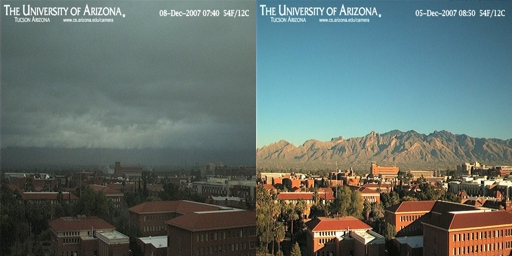 THE UNIVERSITY OF ARIZONA.
TUCSON ARIZONA www.cs.arizona.edu/camera
08-Dec-2007 07:40 54F/12C
THE UNIVERSITY OF ARIZONA.
TUCSON ARIZONA www.cs.arizona.edu/camera
05-Dec-2007 08:50 54F/12C